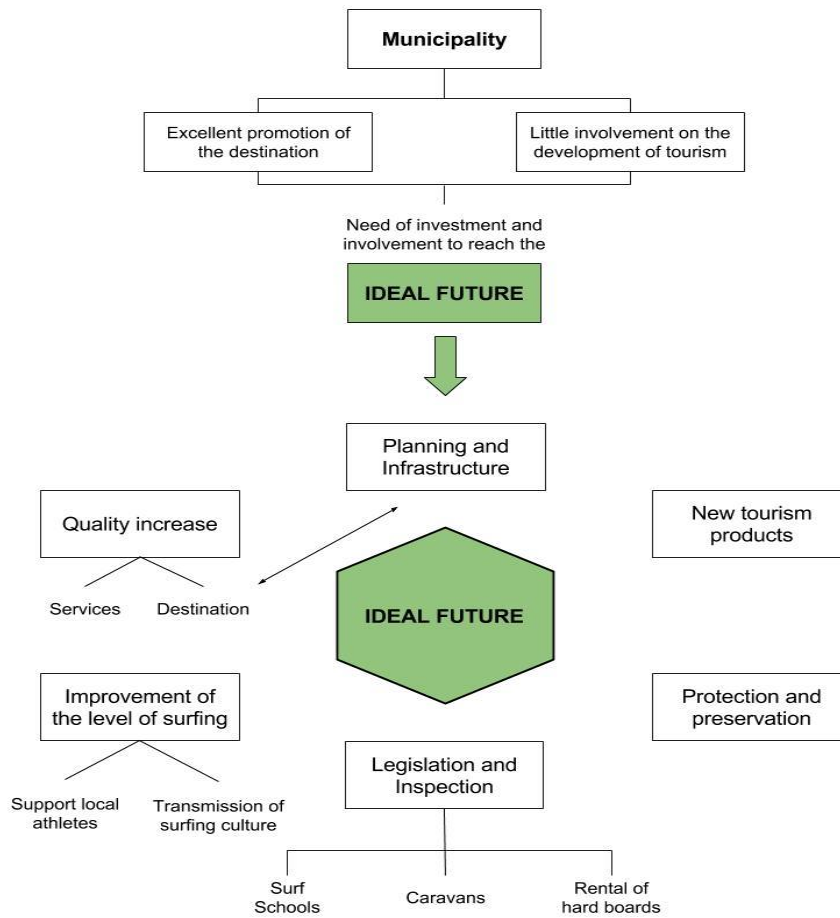 Municipality
Excellent promotion of
the destination
Little involvement on the
development of tourism
Need of investment and
involvement to reach the
IDEAL FUTURE
Planning and
Infrastructure
Quality increase
Services
Destination
New tourism
products
IDEAL FUTURE
Improvement of
the level of surfing
Support local
athletes
Transmission of
surfing culture
Protection and
preservation
Legislation and
Inspection
Surf
Schools
Caravans
Rental of
hard boards